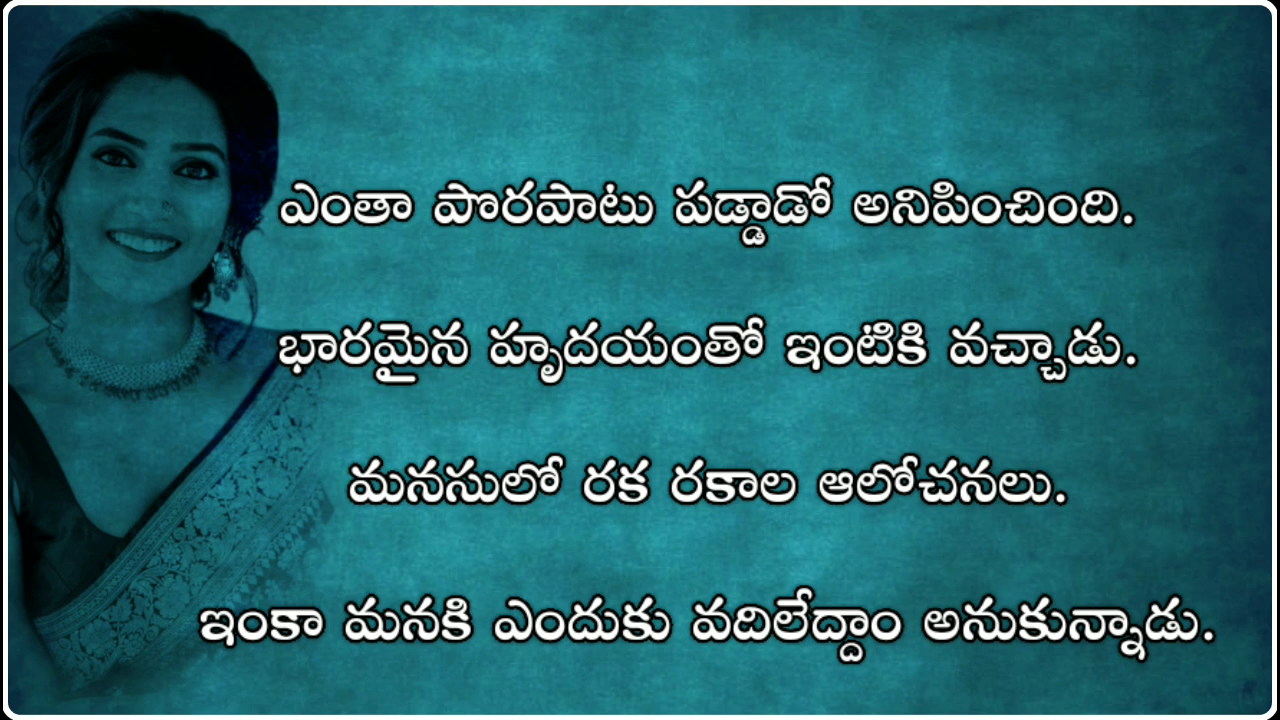 ఎంతా పొరపాటు పడ్డాడో అనిపించింది.
భారమైన హృదయంతో ఇంటికి వచ్చాడు.
మనసులో రక రకాల ఆలోచనలు.
ఇంకా మనకి ఎందుకు వదిలేద్దాం అనుకున్నాడు.